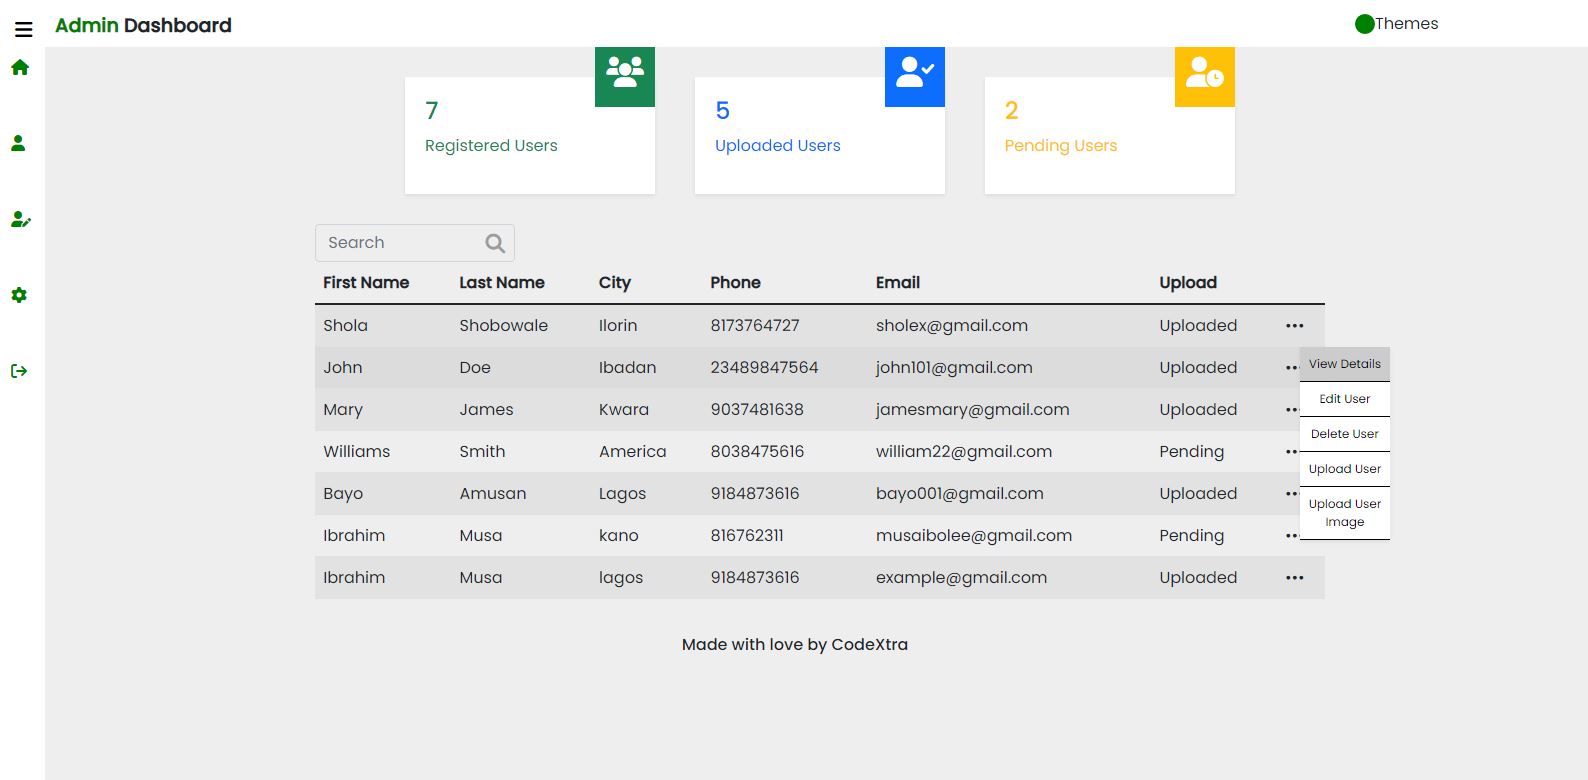 Admin Dashboard
Themes
7
Registered Users
5
Uploaded Users
2
Pending Users
Search
First Name Last Name City Phone Email Upload
Shola Shobowale Ilorin 8173764727 sholex@gmail.com Uploaded
John Doe Ibadan 23489847564 john101@gmail.com Uploaded
Mary James Kwara 9037481638 jamesmary@gmail.com Uploaded
Williams Smith America 8038475616 william22@gmail.com Pending
Bayo Amusan Lagos 9184873616 bayo001@gmail.com Uploaded
Ibrahim Musa kano 816762311 musaibolee@gmail.com Pending
Ibrahim Musa lagos 9184873616 example@gmail.com Uploaded
View Details
Edit User
Delete User
Upload User
Upload User
Image
Made with love by CodeXtra